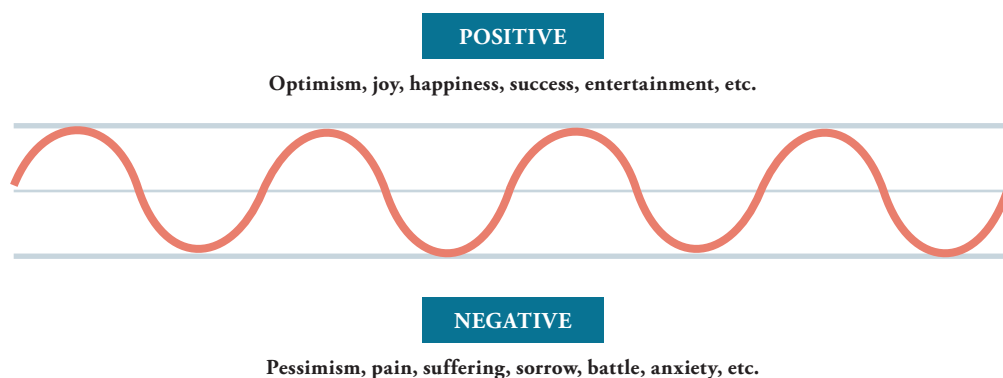 POSITIVE
Optimism, joy, happiness, success, entertainment, etc.
NEGATIVE
Pessimism, pain, suffering, sorrow, battle, anxiety, etc.